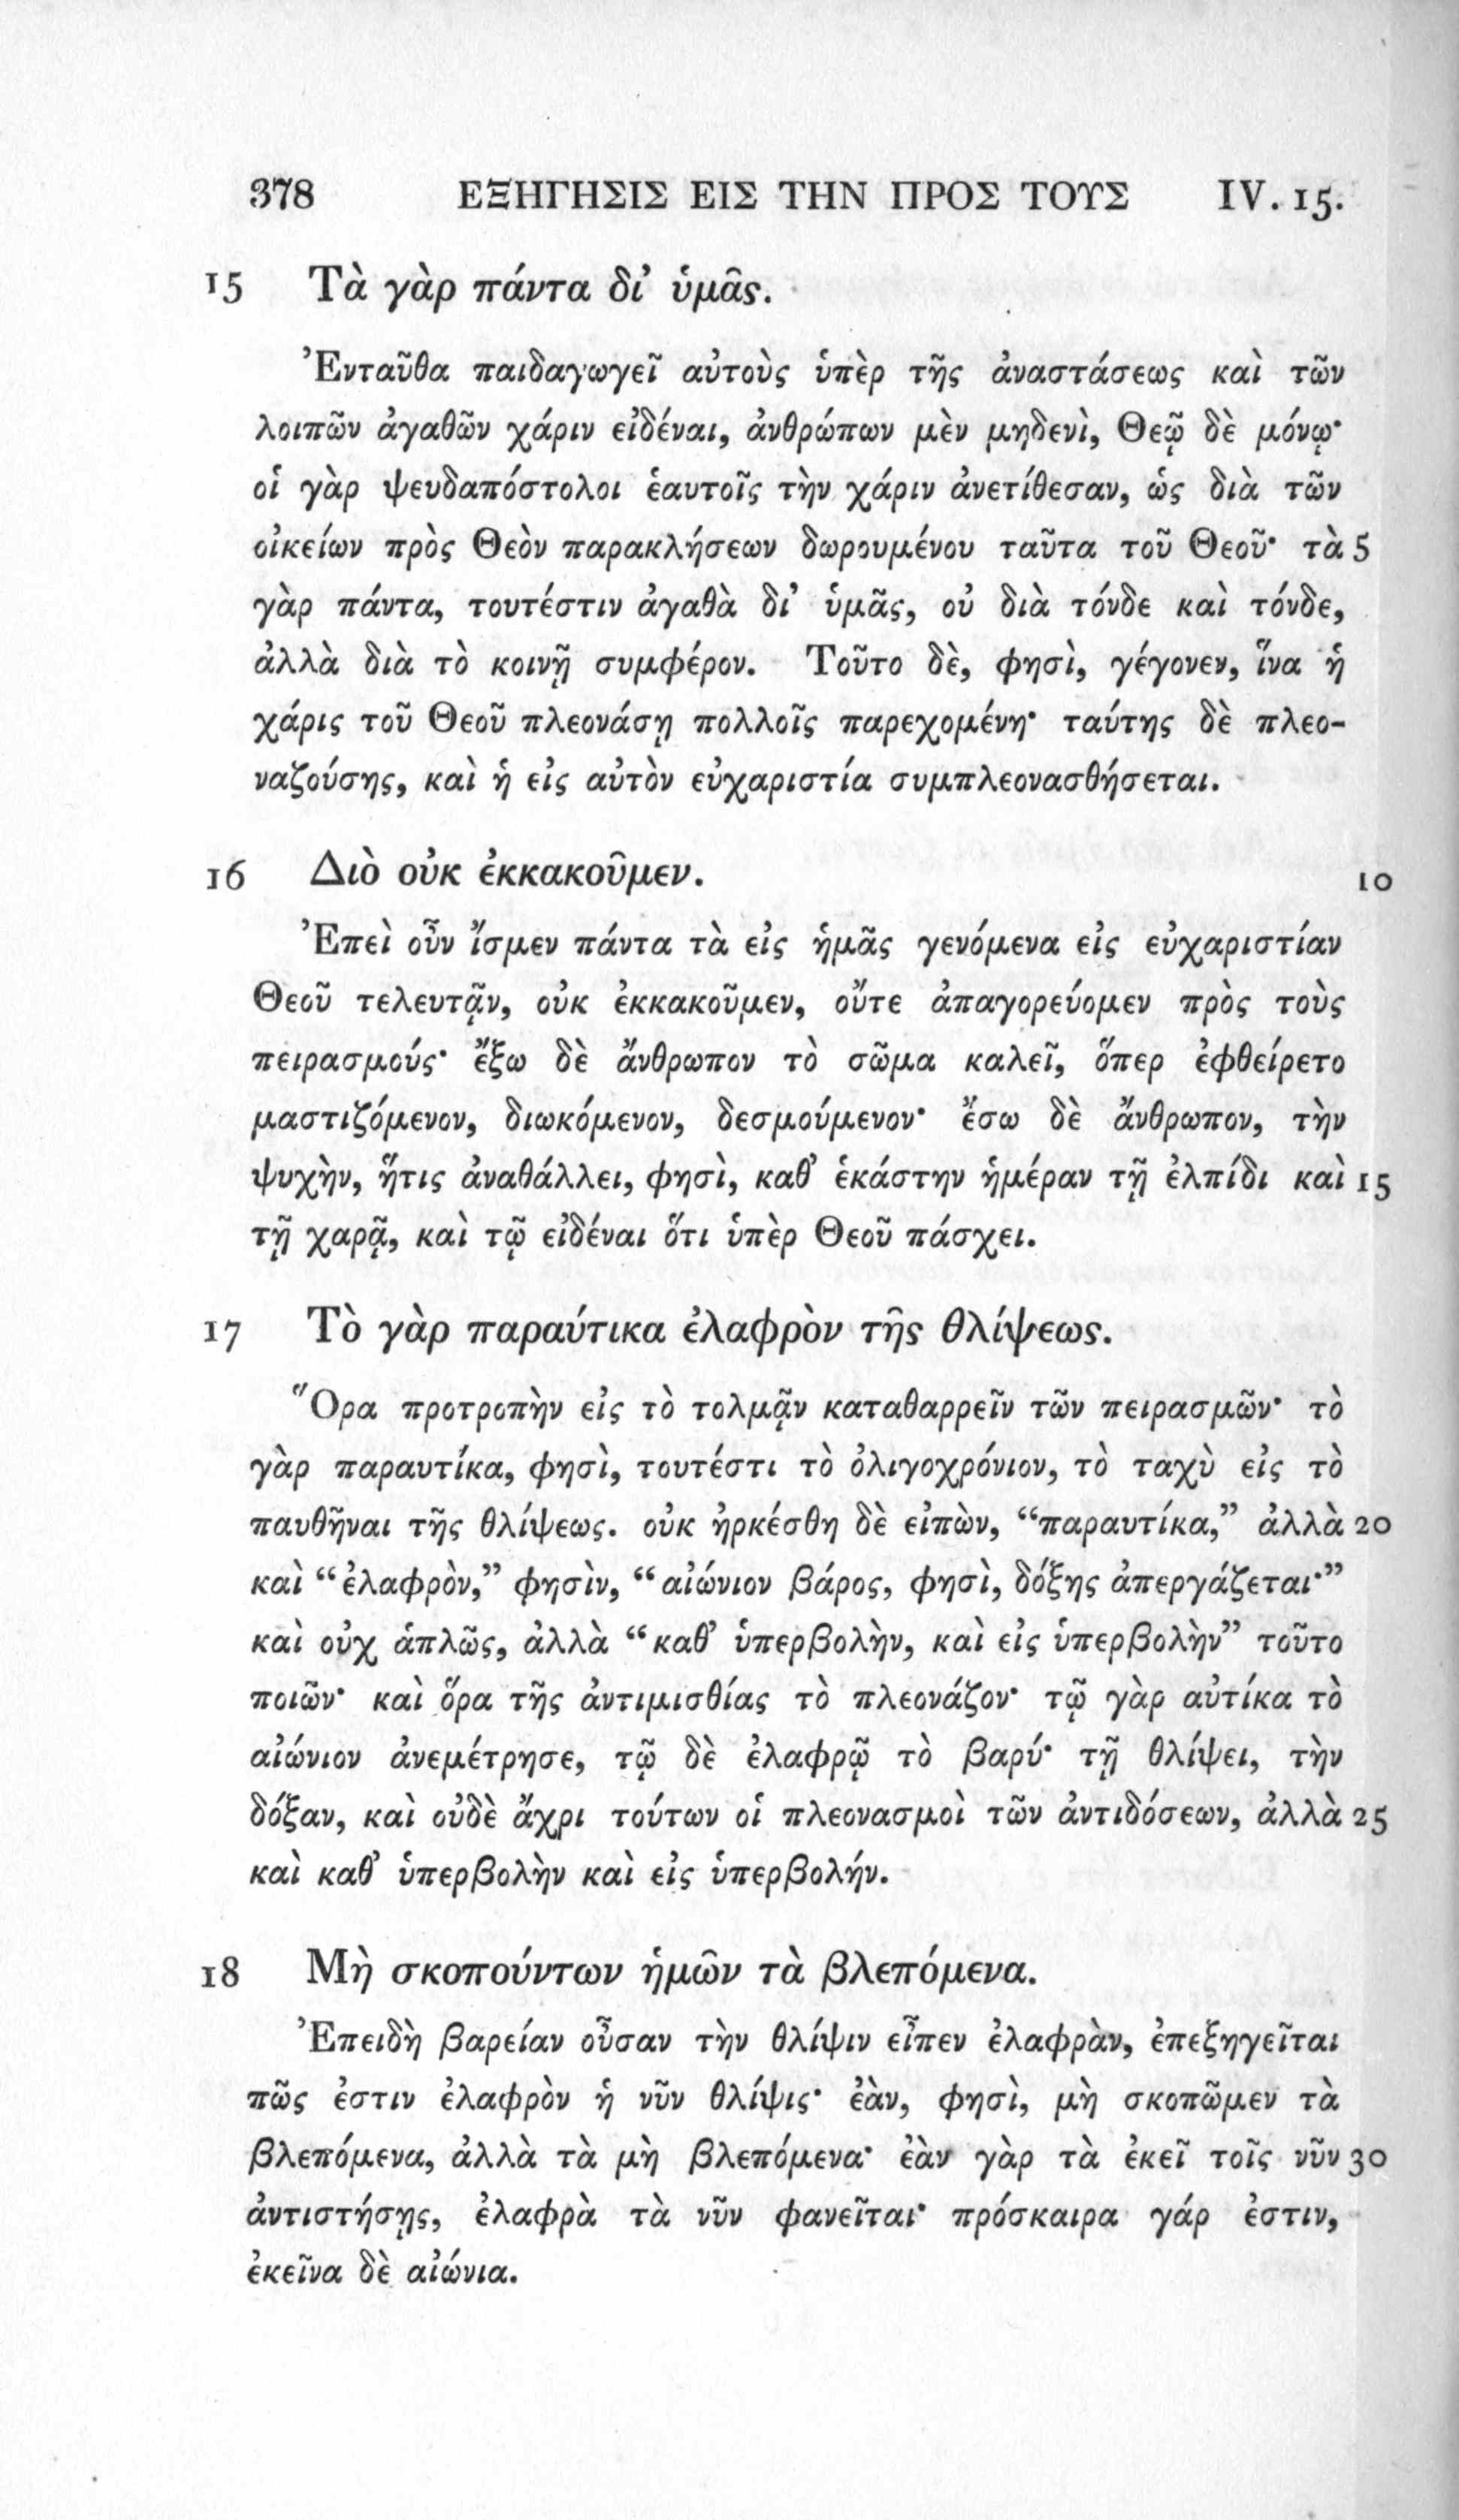 378 ΕΞΗΓΗΣΙΣ ΕΙΣ ΤΗΝ ΠΡΟΣ ΤΟΥΣ IV. 15.
15 Τὰ γὰρ πάντα δι’ ὑμᾶς.
Ἐνταῦθα παιδαγωγεῖ αὐτοὺς ὑπὲρ τῆς ἀναστάσεως καὶ τῶν
λοιπῶν ἀγαθῶν χάριν εἰδέναι, ἀνθρώπων μὲν μηδενὶ, Θεῷ δὲ μόνῳ·
οἱ γὰρ ψευδαπόστολοι ἑαυτοῖς τὴν χάριν ἀνετίθεσαν, ὡς διὰ τῶν
οἰκείων πρὸς Θεὸν παρακλήσεων δωρουμένου ταῦτα τοῦ Θεοῦ· τὰ 5
γὰρ πάντα, τουτέστιν ἀγαθὰ δι’ ὑμᾶς, οὐ διὰ τόνδε καὶ τόνδε,
ἀλλὰ διὰ τὸ κοινῇ συμφέρον. Τοῦτο δὲ, φησὶ, γέγονεν, ἵνα ἡ
χάρις τοῦ Θεοῦ πλεονάσῃ πολλοῖς παρεχομένη· ταύτης δὲ πλεο-
ναζούσης, καὶ ἡ εἰς αὐτὸν εὐχαριστία συμπλεονασθήσεται.
16 Διὸ οὐκ ἐκκακοῦμεν. 10
Ἐπεὶ οὖν ἴσμεν πάντα τὰ εἰς ἡμᾶς γενόμενα εἰς εὐχαριστίαν
Θεοῦ τελευτᾷν, οὐκ ἐκκακοῦμεν, οὔτε ἀπαγορεύομεν πρὸς τοὺς
πειρασμούς· ἔξω δὲ ἄνθρωπον τὸ σῶμα καλεῖ, ὅπερ ἐφθείρετο
μαστιζόμενον, διωκόμενον, δεσμούμενον· ἔσω δὲ ἄνθρωπον, τὴν
ψυχὴν, ἥτις ἀναθάλλει, φησὶ, καθ’ ἑκάστην ἡμέραν τῇ ἐλπίδι καὶ 15
τῇ χαρᾷ, καὶ τῷ εἰδέναι ὅτι ὑπὲρ Θεοῦ πάσχει.
17 Τὸ γὰρ παραύτικα ἐλαφρὸν τῆς θλίψεως.
Ὅρα προτροπὴν εἰς τὸ τολμᾷν καταθαρρεῖν τῶν πειρασμῶν· τὸ
γὰρ παραυτίκα, φησὶ, τουτέστι τὸ ὀλιγοχρόνιον, τὸ ταχὺ εἰς τὸ
παυθῆναι τῆς θλίψεως. οὐκ ἠρκέσθη δὲ εἰπὼν, “παραυτίκα,” ἀλλὰ 20
καὶ “ἐλαφρὸν,” φησὶν, “αἰώνιον βάρος, φησὶ, δόξης ἀπεργάζεται·”
καὶ οὐχ ἁπλῶς, ἀλλὰ “καθ’ ὑπερβολὴν, καὶ εἰς ὑπερβολὴν” τοῦτο
ποιῶν· καὶ ὅρα τῆς ἀντιμισθίας τὸ πλεονάζον· τῷ γὰρ αὐτίκα τὸ
αἰώνιον ἀνεμέτρησε, τῷ δὲ ἐλαφρῷ τὸ βαρύ· τῇ θλίψει, τὴν
δόξαν, καὶ οὐδὲ ἄχρι τούτων οἱ πλεονασμοὶ τῶν ἀντιδόσεων, ἀλλὰ 25
καὶ καθ’ ὑπερβολὴν καὶ εἰς ὑπερβολήν.
18 Μὴ σκοπούντων ἡμῶν τὰ βλεπόμενα.
Ἐπειδὴ βαρείαν οὖσαν τὴν θλίψιν εἶπεν ἐλαφρὰν, ἐπεξηγεῖται
πῶς ἐστιν ἐλαφρὸν ἡ νῦν θλίψις· ἐὰν, φησὶ, μὴ σκοπῶμεν τὰ
βλεπόμενα, ἀλλὰ τὰ μὴ βλεπόμενα· ἐὰν γὰρ τὰ ἐκεῖ τοῖς νῦν 30
ἀντιστήσῃς, ἐλαφρὰ τὰ νῦν φανεῖται· πρόσκαιρα γάρ ἐστιν,
ἐκεῖνα δὲ αἰώνια.